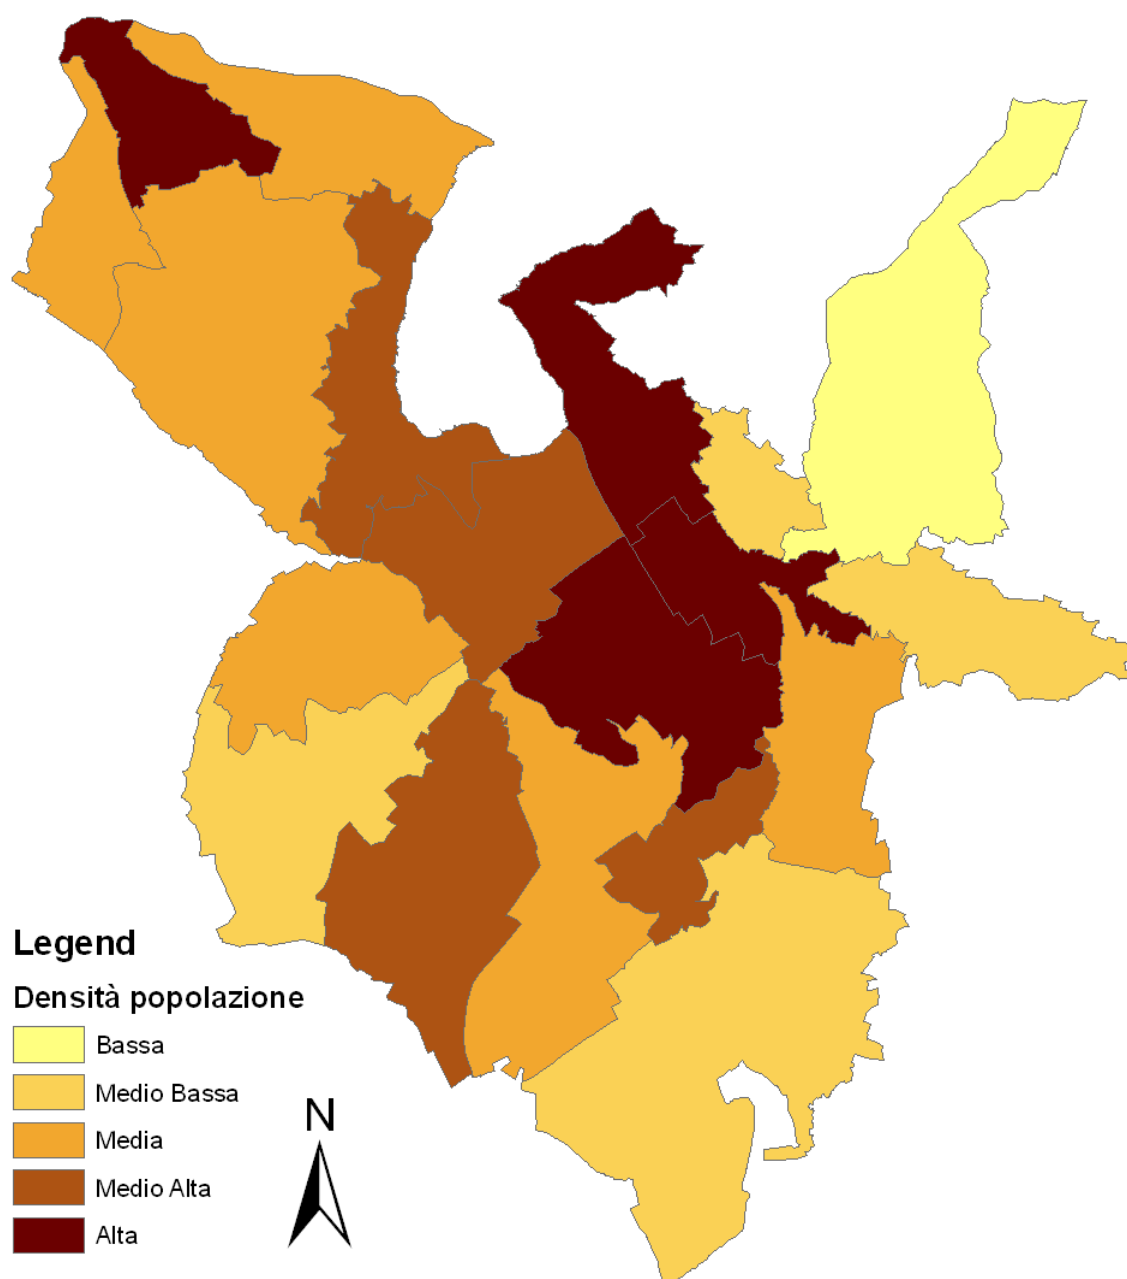 Legend
Densità popolazione
Bassa
Medio Bassa
Media
Medio Alta
Alta
N